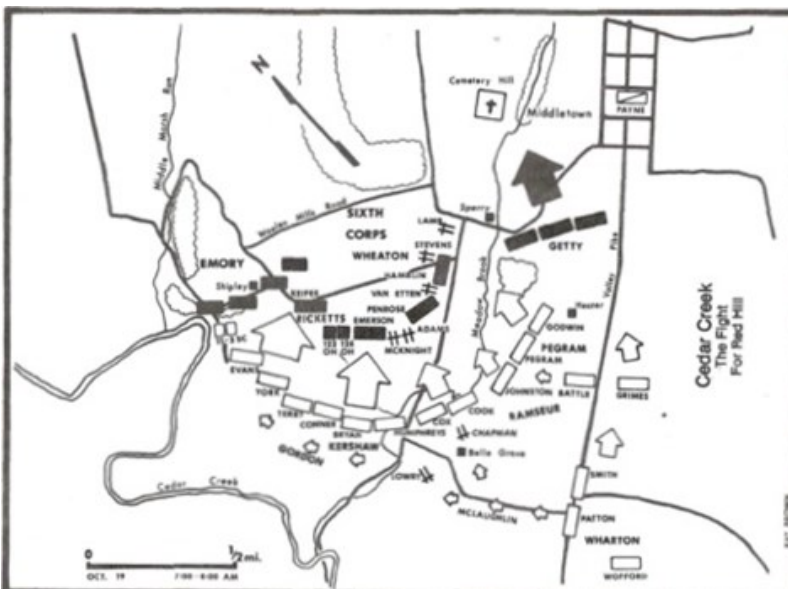 Cemetery Hill
Middletown
PAYNE
N
Middle Marsh Run
Woolen Mills Road
SIXTH
CORPS
WHEATON
LAMB
STEVENS
Sperry
GETTY
EMORY
Shipley
KEIFER
HAMBLIN
VAN ETTEN
PENROSE
RICKETTS
EMERSON
ADAMS
MCKNIGHT
122 OH
126 OH
Meadow Brook
Valley Pike
Heater
GODWIN
PEGRAM
PEGRAM
JOHNSTON
BATTLE
GRIMES
EVANS
YORK
TERRY
CONNER
BRYAN
HUMPHREYS
COX
COOK
RAMSEUR
KERSHAW
GORDON
CHAPMAN
Belle Grove
LOWRY
MCLAUGHLIN
SMITH
PATTON
WHARTON
WOFFORD
Cedar Creek
Cedar Creek
The Fight
For Red Hill
0 1/2mi.
OCT. 19 7:00-8:00 AM